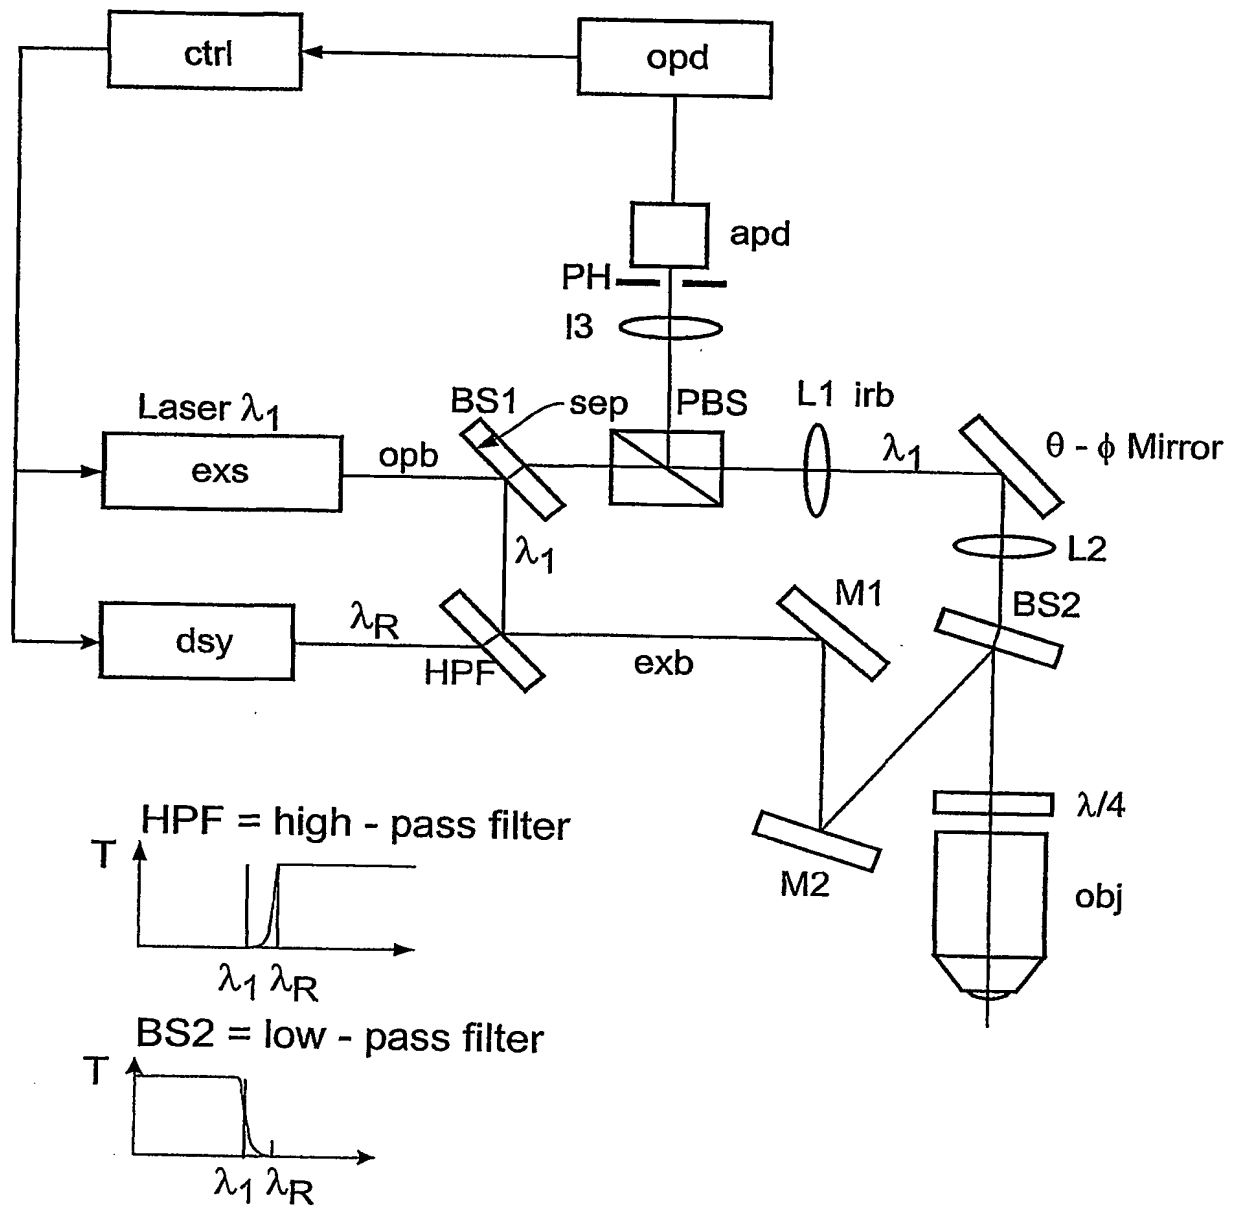 ctrl
opd
apd
PH
l3
BS1
sep
PBS
L1 irb
Laser λ1
exs
opb
λ1
θ - ϕ Mirror
L2
λ1
M1
BS2
dsy
λR
HPF
exb
M2
λ/4
obj
HPF = high - pass filter
T
λ1 λR
BS2 = low - pass filter
T
λ1 λR